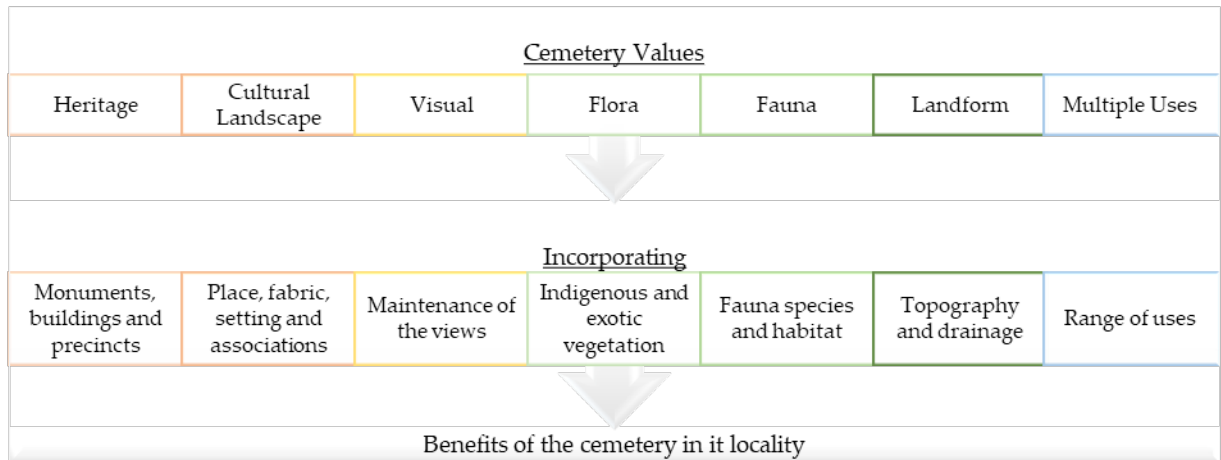 Cemetery Values
Heritage
Cultural
Landscape
Visual
Flora
Fauna
Landform
Multiple Uses
Incorporating
Monuments,
buildings and
precincts
Place, fabric,
setting and
associations
Maintenance of
the views
Indigenous and
exotic
vegetation
Fauna species
and habitat
Topography
and drainage
Range of uses
Benefits of the cemetery in it locality